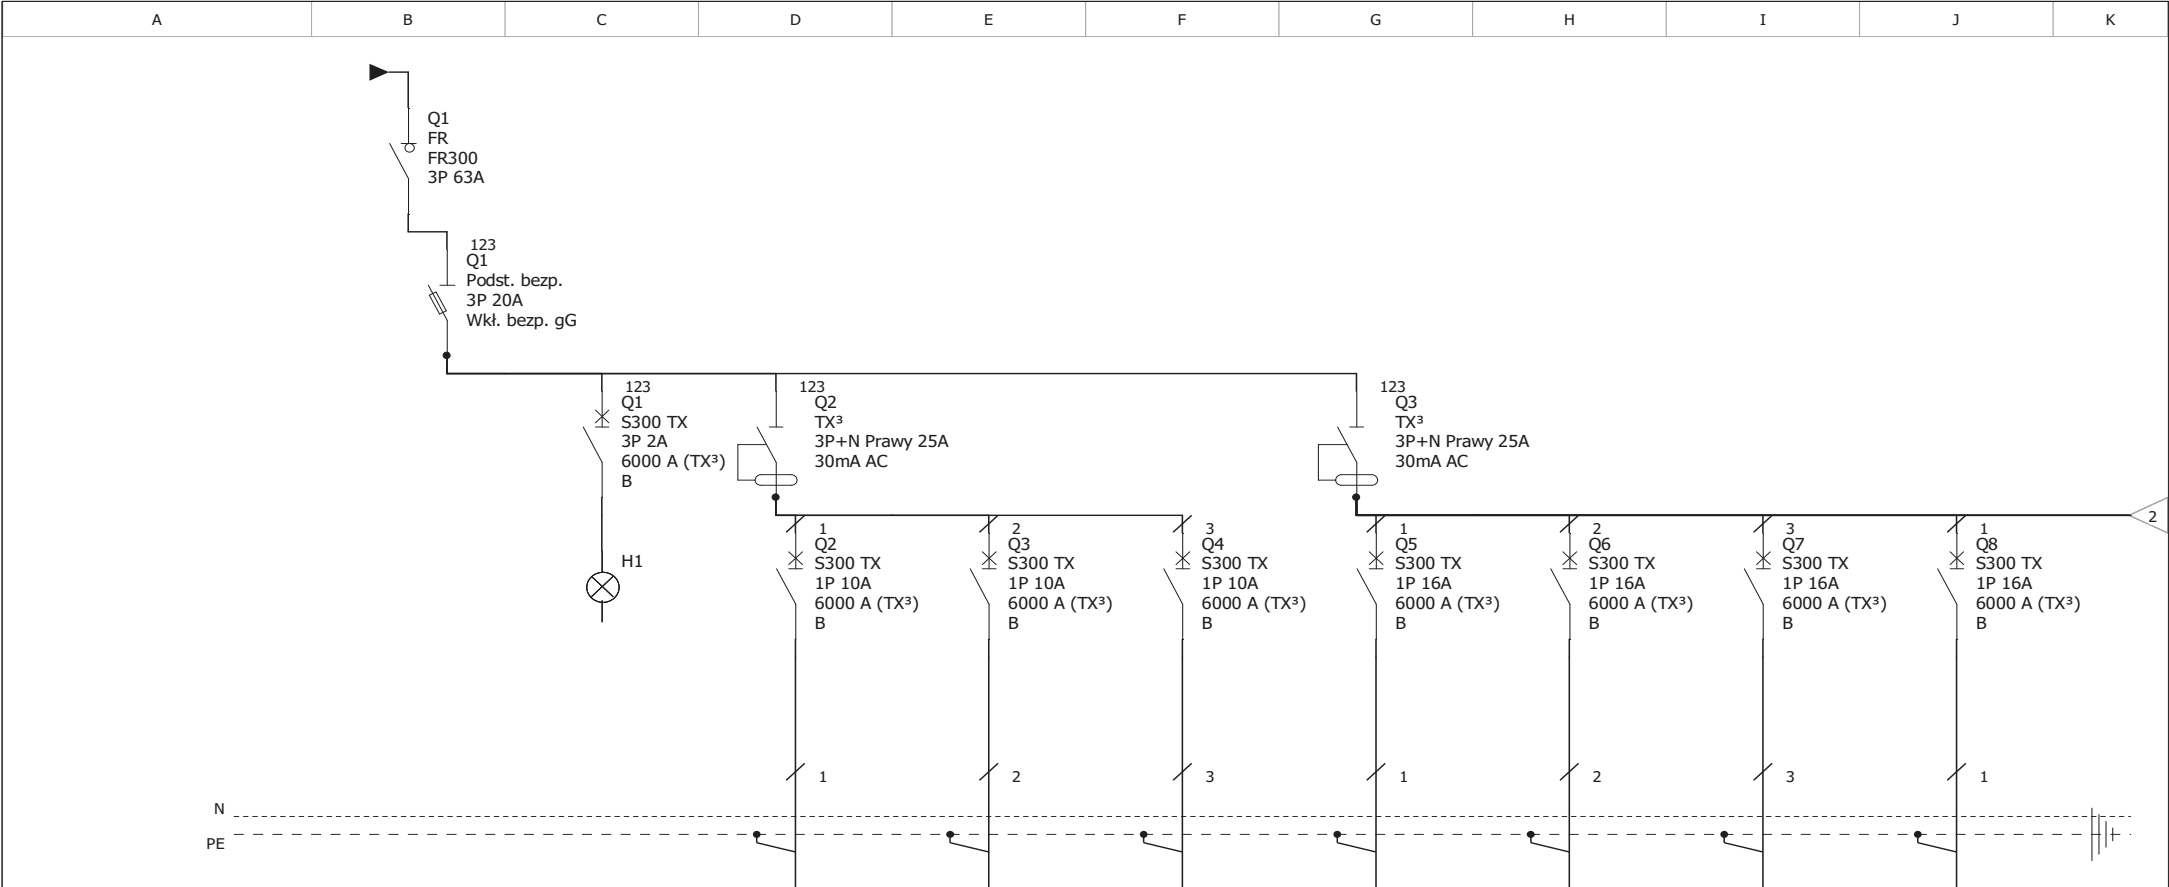 A B C D E F G H I J K
Q1
FR
FR300
3P 63A
123
Q1
Podst. bezp.
3P 20A
Wkł. bezp. gG
123
Q1
S300 TX
3P 2A
6000 A (TX³)
B
H1
123
Q2
TX³
3P+N Prawy 25A
30mA AC
123
Q3
TX³
3P+N Prawy 25A
30mA AC
2
1
Q2
S300 TX
1P 10A
6000 A (TX³)
B
2
Q3
S300 TX
1P 10A
6000 A (TX³)
B
3
Q4
S300 TX
1P 10A
6000 A (TX³)
B
1
Q5
S300 TX
1P 16A
6000 A (TX³)
B
2
Q6
S300 TX
1P 16A
6000 A (TX³)
B
3
Q7
S300 TX
1P 16A
6000 A (TX³)
B
1
Q8
S300 TX
1P 16A
6000 A (TX³)
B
1 2 3 1 2 3 1
N
PE